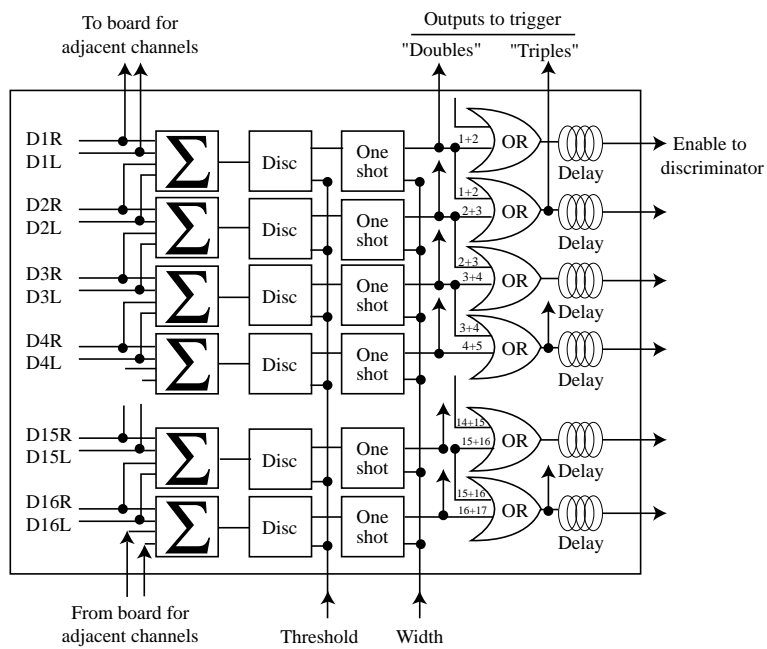 To board for
adjacent channels
Outputs to trigger
"Doubles" "Triples"
D1R
D1L
Σ
Disc
One
shot
1+2
OR
Delay
Enable to
discriminator
D2R
D2L
Σ
Disc
One
shot
1+2
2+3
OR
Delay
D3R
D3L
Σ
Disc
One
shot
2+3
3+4
OR
Delay
D4R
D4L
Σ
Disc
One
shot
3+4
4+5
OR
Delay
D15R
D15L
Σ
Disc
One
shot
14+15
15+16
OR
Delay
D16R
D16L
Σ
Disc
One
shot
15+16
16+17
OR
Delay
From board for
adjacent channels
Threshold
Width